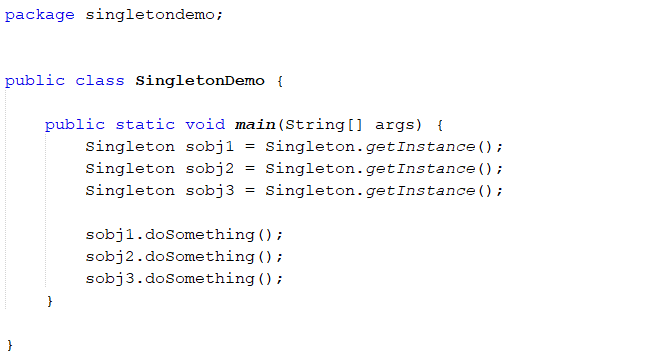 package singletondemo;
public class SingletonDemo {
public static void main(String[] args) {
Singleton sobj1 = Singleton.getInstance();
Singleton sobj2 = Singleton.getInstance();
Singleton sobj3 = Singleton.getInstance();
sobj1.doSomething();
sobj2.doSomething();
sobj3.doSomething();
}
}